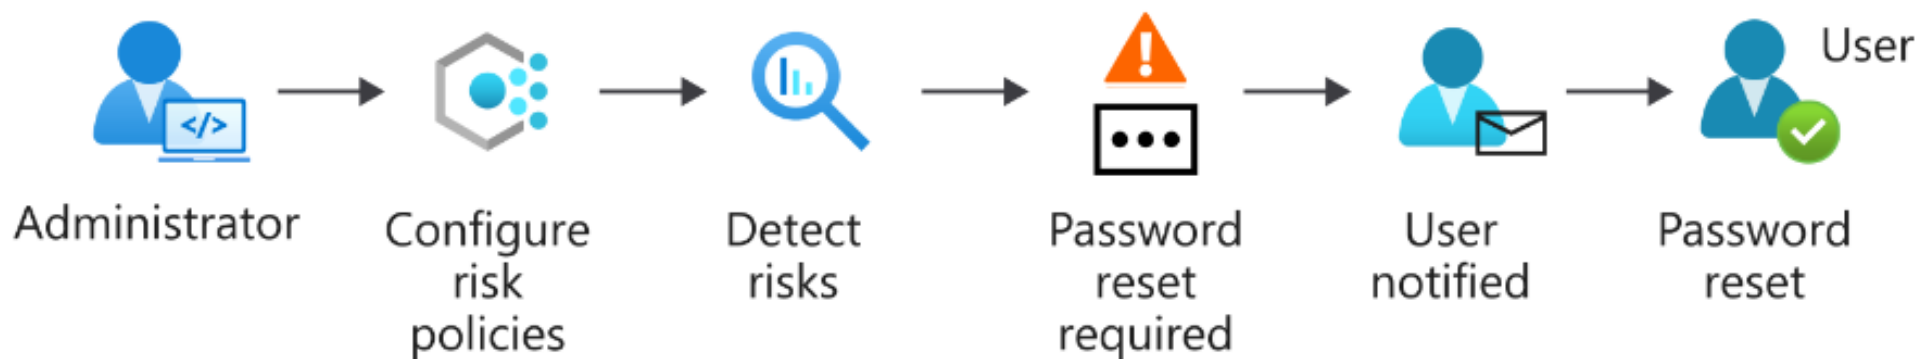 User
</>
Administrator
Configure
risk
policies
Detect
risks
Password
reset
required
User
notified
Password
reset